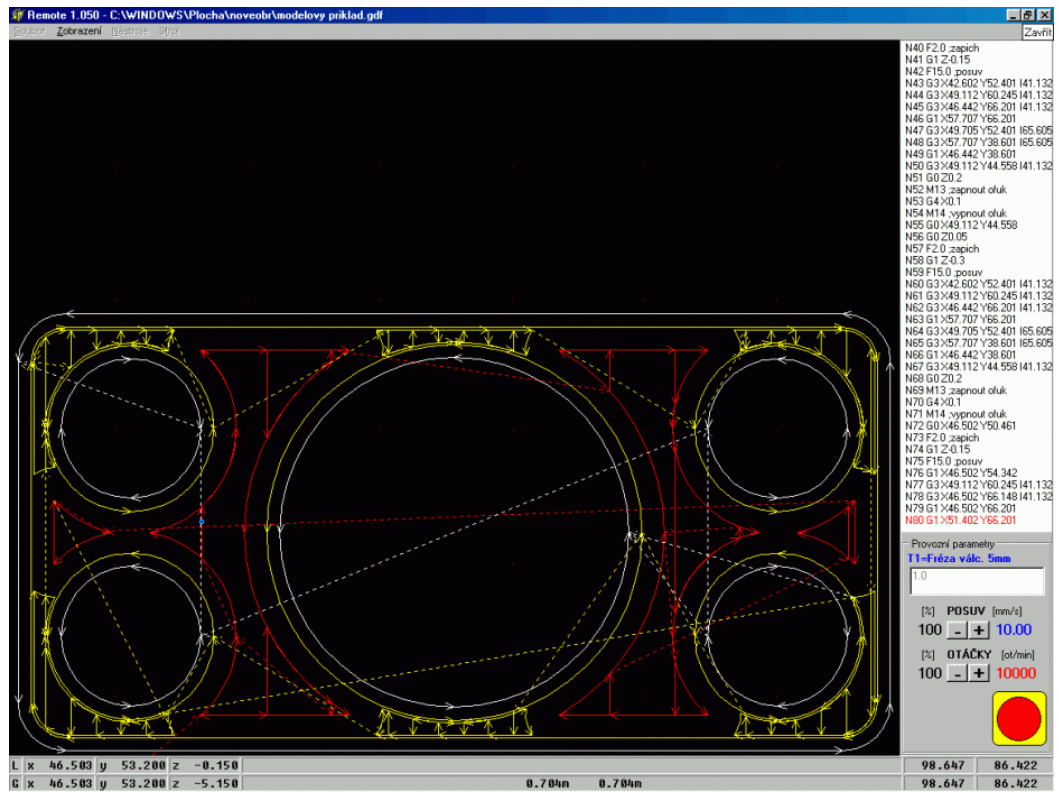 Remote 1.050 - C:\WINDOWS\Plocha\noveobr\modelovy priklad.gdf
Soubor Zobrazení Nástroje Stroj
Zavřít
N40 F2.0 ;zapich
N41 G1 Z-0.15
N42 F15.0 ;posuv
N43 G3 X42.602 Y52.401 I41.132
N44 G3 X49.112 Y60.245 I41.132
N45 G3 X46.442 Y66.201 I41.132
N46 G1 X57.707 Y66.201
N47 G3 X49.705 Y52.401 I65.605
N48 G3 X57.707 Y38.601 I65.605
N49 G1 X46.442 Y38.601
N50 G3 X49.112 Y44.558 I41.132
N51 G0 Z0.2
N52 M13 ;zapnout ofuk
N53 G4 X0.1
N54 M14 ;vypnout ofuk
N55 G0 X49.112 Y44.558
N56 G0 Z0.05
N57 F2.0 ;zapich
N58 G1 Z-0.3
N59 F15.0 ;posuv
N60 G3 X42.602 Y52.401 I41.132
N61 G3 X49.112 Y60.245 I41.132
N62 G3 X46.442 Y66.201 I41.132
N63 G1 X57.707 Y66.201
N64 G3 X49.705 Y52.401 I65.605
N65 G3 X57.707 Y38.601 I65.605
N66 G1 X46.442 Y38.601
N67 G3 X49.112 Y44.558 I41.132
N68 G0 Z0.2
N69 M13 ;zapnout ofuk
N70 G4 X0.1
N71 M14 ;vypnout ofuk
N72 G0 X46.502 Y50.461
N73 F2.0 ;zapich
N74 G1 Z-0.15
N75 F15.0 ;posuv
N76 G1 X46.502 Y54.342
N77 G3 X49.112 Y60.245 I41.132
N78 G3 X46.502 Y66.148 I41.132
N79 G1 X46.502 Y66.201
N80 G1 X51.402 Y66.201
Provozní parametry
T1=Fréza válc. 5mm
1.0
[%] POSUV [mm/s]
100 - + 10.00
[%] OTÁČKY [ot/min]
100 - + 10000
L x 46.503 y 53.200 z -0.150 98.647 86.422
G x 46.503 y 53.200 z -5.150 0.704m 0.704m 98.647 86.422